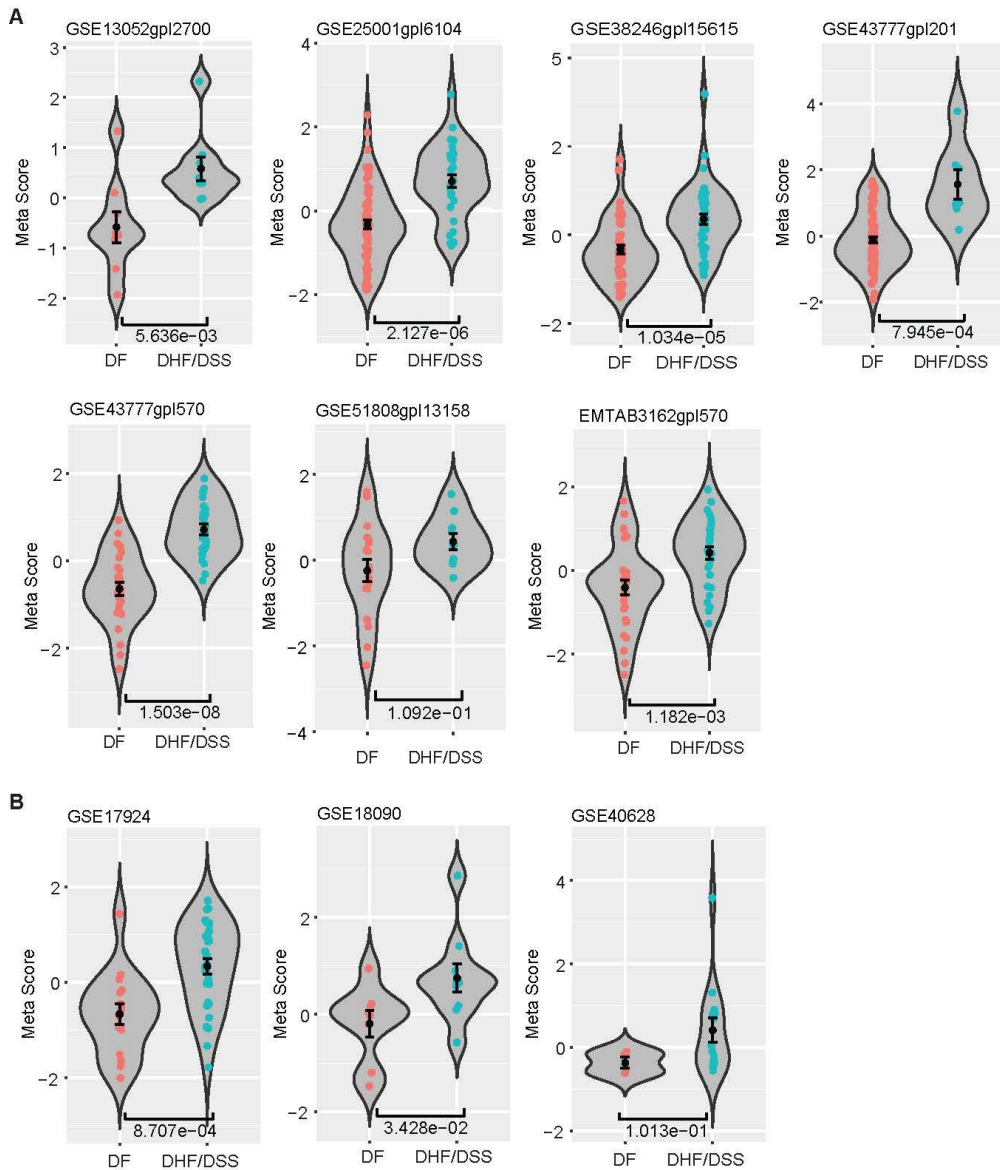 A
GSE13052gpl2700
GSE25001gpl6104
GSE38246gpl15615
GSE43777gpl201
Meta Score
3
2
1
0
−1
−2
5.636e−03
DF
DHF/DSS
Meta Score
4
2
0
−2
2.127e−06
DF
DHF/DSS
Meta Score
5
2
0
−2
1.034e−05
DF
DHF/DSS
Meta Score
4
2
0
−2
7.945e−04
DF
DHF/DSS
GSE43777gpl570
GSE51808gpl13158
EMTAB3162gpl570
Meta Score
2
0
−2
1.503e−08
DF
DHF/DSS
Meta Score
2
0
−2
−4
1.092e−01
DF
DHF/DSS
Meta Score
2
0
−2
1.182e−03
DF
DHF/DSS
B
GSE17924
GSE18090
GSE40628
Meta Score
2
0
−2
8.707e−04
DF
DHF/DSS
Meta Score
2
0
−2
3.428e−02
DF
DHF/DSS
Meta Score
4
2
0
−2
1.013e−01
DF
DHF/DSS